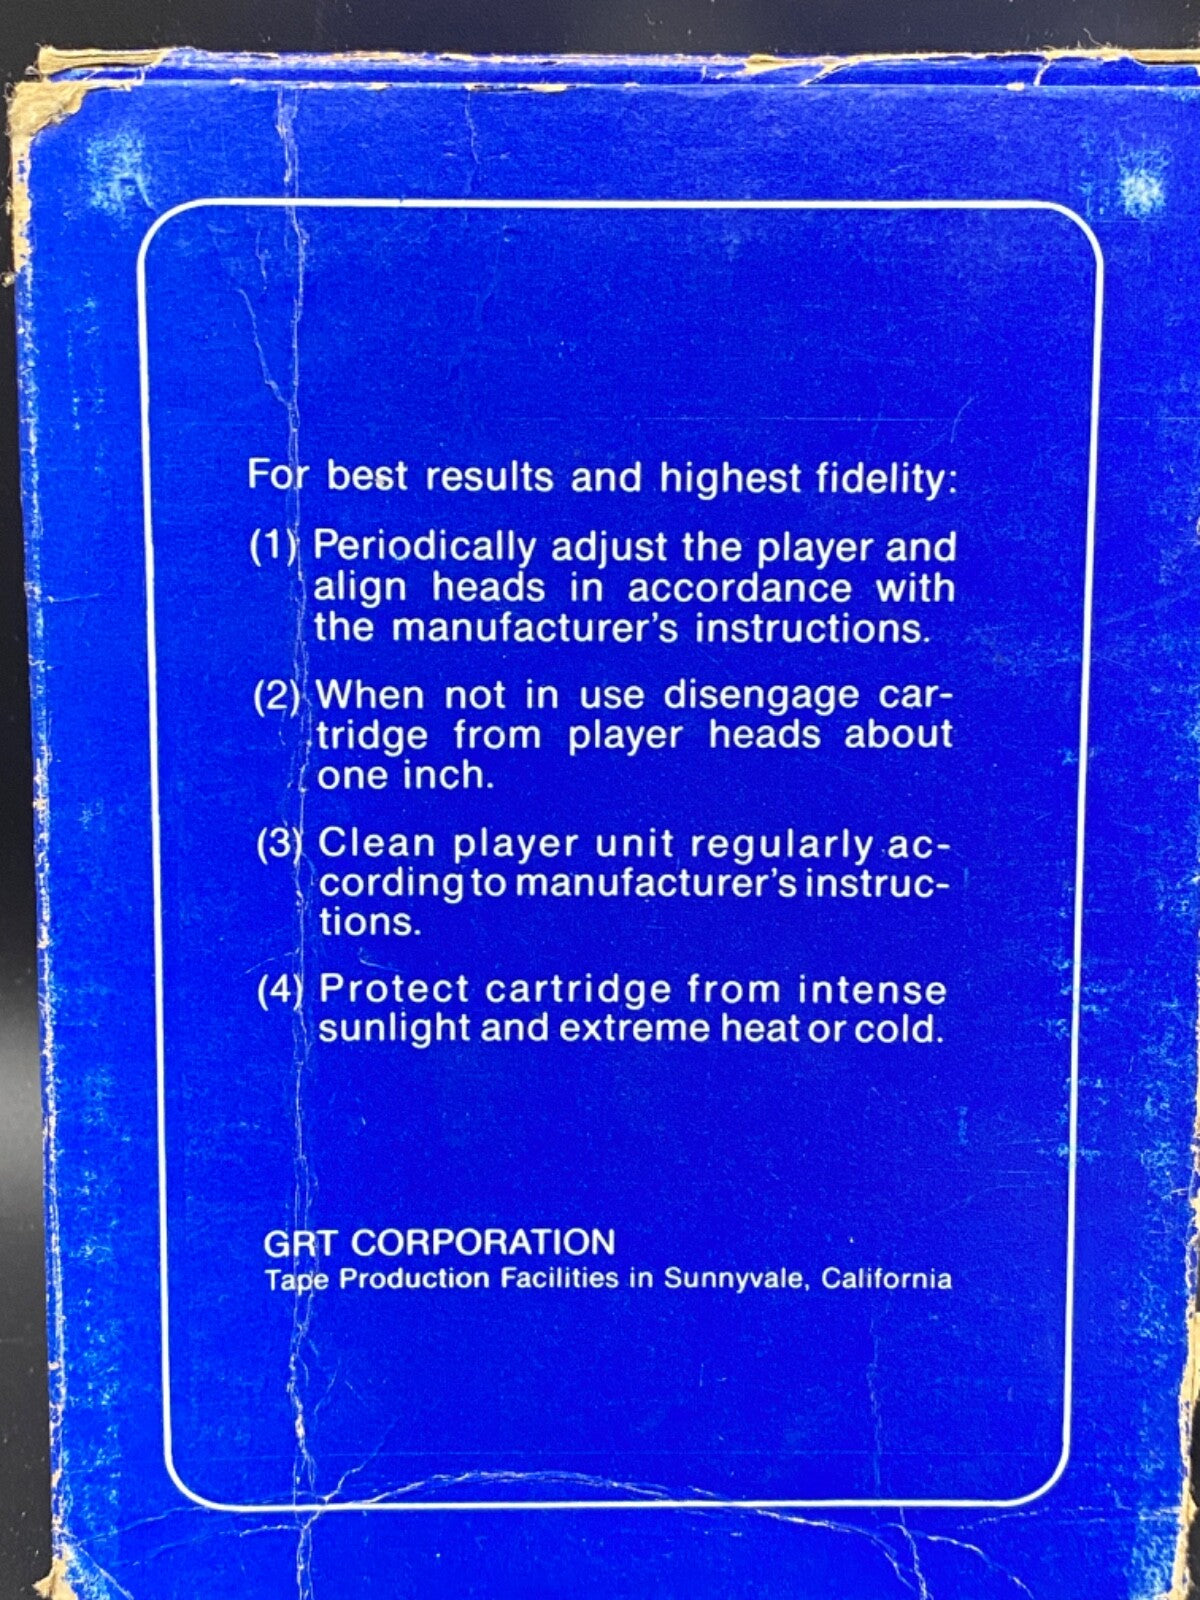 For best results and highest fidelity:
(1) Periodically adjust the player and
align heads in accordance with
the manufacturer's instructions.
(2) When not in use disengage car-
tridge from player heads about
one inch.
(3) Clean player unit regularly ac-
cording to manufacturer's instruc-
tions.
(4) Protect cartridge from intense
sunlight and extreme heat or cold.
GRT CORPORATION
Tape Production Facilities in Sunnyvale, California